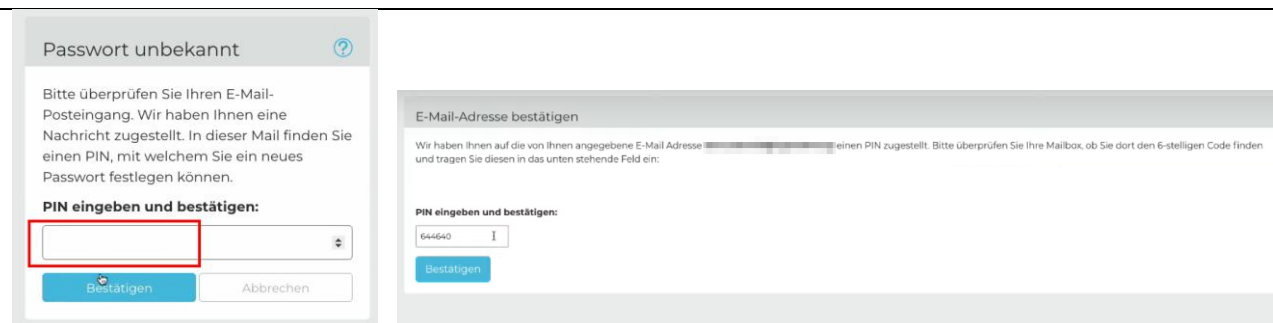 Passwort unbekannt
Bitte überprüfen Sie Ihren E-Mail-
Posteingang. Wir haben Ihnen eine
Nachricht zugestellt. In dieser Mail finden Sie
einen PIN, mit welchem Sie ein neues
Passwort festlegen können.
PIN eingeben und bestätigen:
Bestätigen
Abbrechen
E-Mail-Adresse bestätigen
Wir haben Ihnen auf die von Ihnen angegebene E-Mail Adresse einen PIN zugestellt. Bitte überprüfen Sie Ihre Mailbox, ob Sie dort den 6-stelligen Code finden
und tragen Sie diesen in das unten stehende Feld ein:
PIN eingeben und bestätigen:
644640
Bestätigen